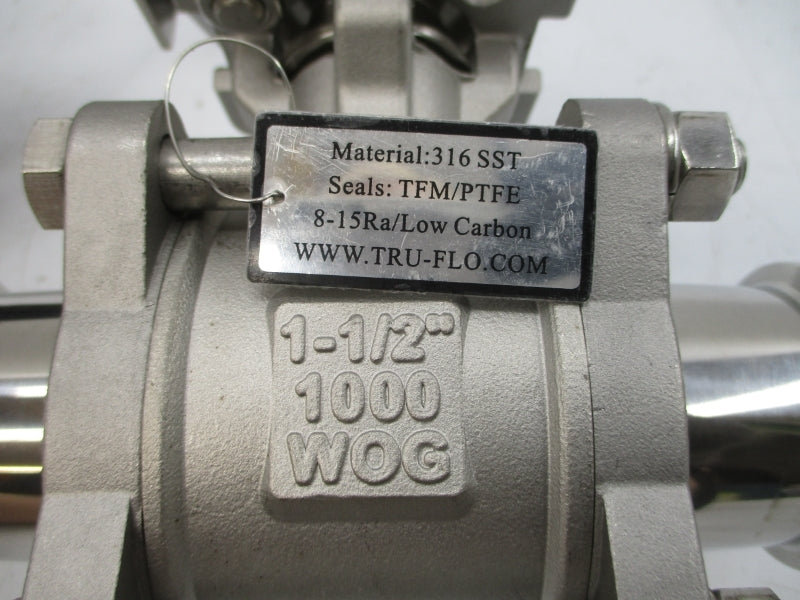 Material:316 SST
Seals: TFM/PTFE
8-15Ra/Low Carbon
WWW.TRU-FLO.COM
1-1/2"
1000
WOG